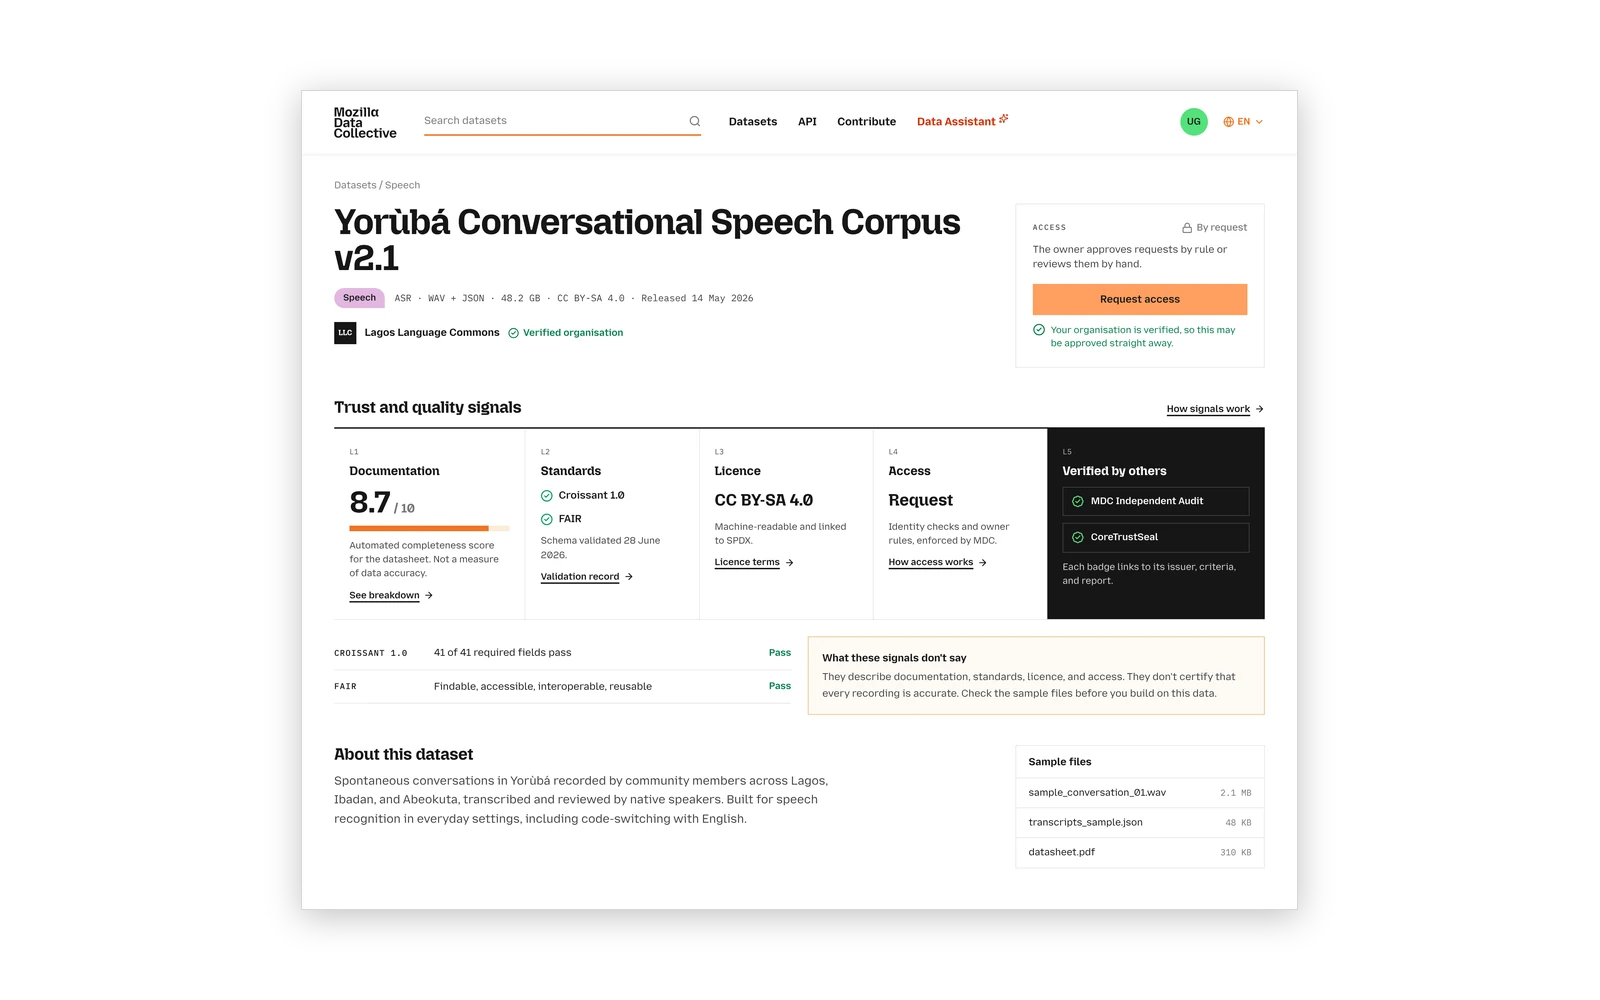 Mozilla
Data
Collective
Search datasets
Datasets
API
Contribute
Data Assistant
UG
EN
Datasets / Speech
Yorùbá Conversational Speech Corpus
v2.1
Speech
ASR · WAV + JSON · 48.2 GB · CC BY-SA 4.0 · Released 14 May 2026
LLC
Lagos Language Commons
Verified organisation
ACCESS
By request
The owner approves requests by rule or
reviews them by hand.
Request access
Your organisation is verified, so this may
be approved straight away.
Trust and quality signals
How signals work →
L1
Documentation
8.7 / 10
Automated completeness score
for the datasheet. Not a measure
of data accuracy.
See breakdown →
L2
Standards
Croissant 1.0
FAIR
Schema validated 28 June
2026.
Validation record →
L3
Licence
CC BY-SA 4.0
Machine-readable and linked
to SPDX.
Licence terms →
L4
Access
Request
Identity checks and owner
rules, enforced by MDC.
How access works →
L5
Verified by others
MDC Independent Audit
CoreTrustSeal
Each badge links to its issuer, criteria,
and report.
CROISSANT 1.0
41 of 41 required fields pass
Pass
FAIR
Findable, accessible, interoperable, reusable
Pass
What these signals don't say
They describe documentation, standards, licence, and access. They don't certify that
every recording is accurate. Check the sample files before you build on this data.
About this dataset
Spontaneous conversations in Yorùbá recorded by community members across Lagos,
Ibadan, and Abeokuta, transcribed and reviewed by native speakers. Built for speech
recognition in everyday settings, including code-switching with English.
Sample files
sample_conversation_01.wav
2.1 MB
transcripts_sample.json
48 KB
datasheet.pdf
310 KB